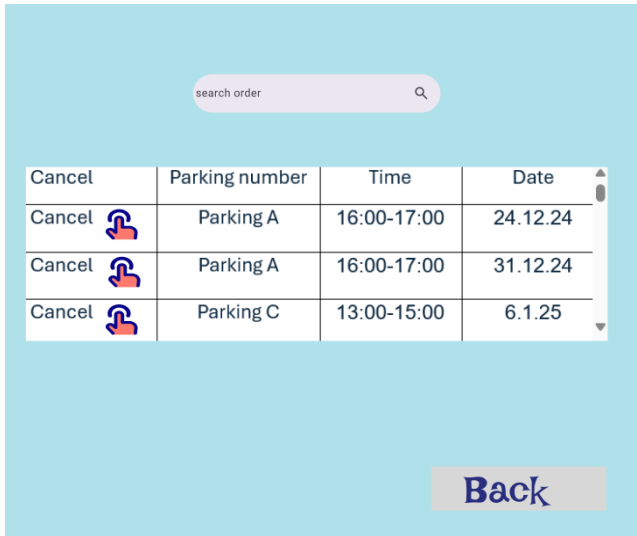 search order
Cancel Parking number Time Date
Cancel Parking A 16:00-17:00 24.12.24
Cancel Parking A 16:00-17:00 31.12.24
Cancel Parking C 13:00-15:00 6.1.25
Back